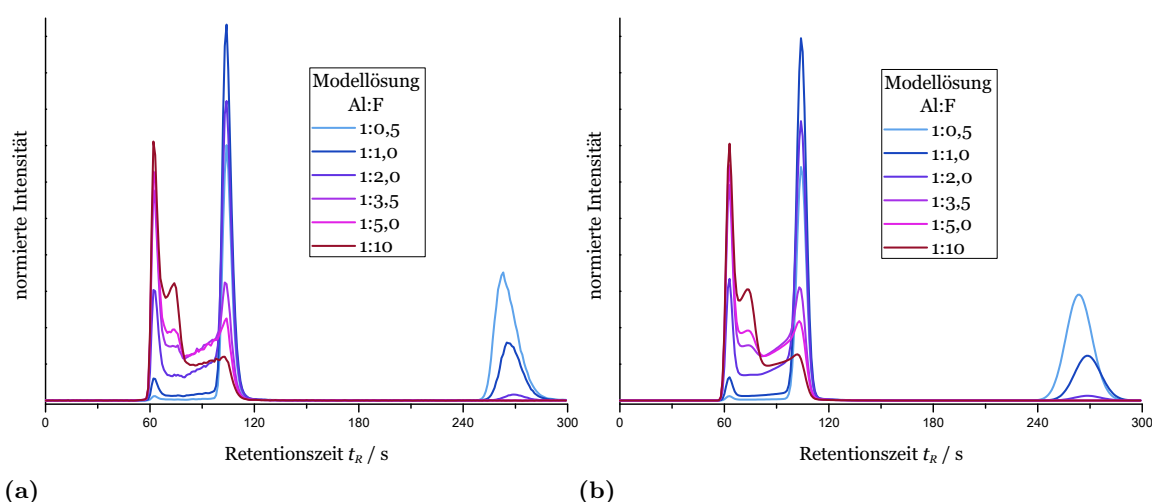 normierte Intensität
Modellösung
Al:F
1:0,5
1:1,0
1:2,0
1:3,5
1:5,0
1:10
0
60
120
180
240
300
Retentionszeit tR / s
(a)
normierte Intensität
Modellösung
Al:F
1:0,5
1:1,0
1:2,0
1:3,5
1:5,0
1:10
0
60
120
180
240
300
Retentionszeit tR / s
(b)